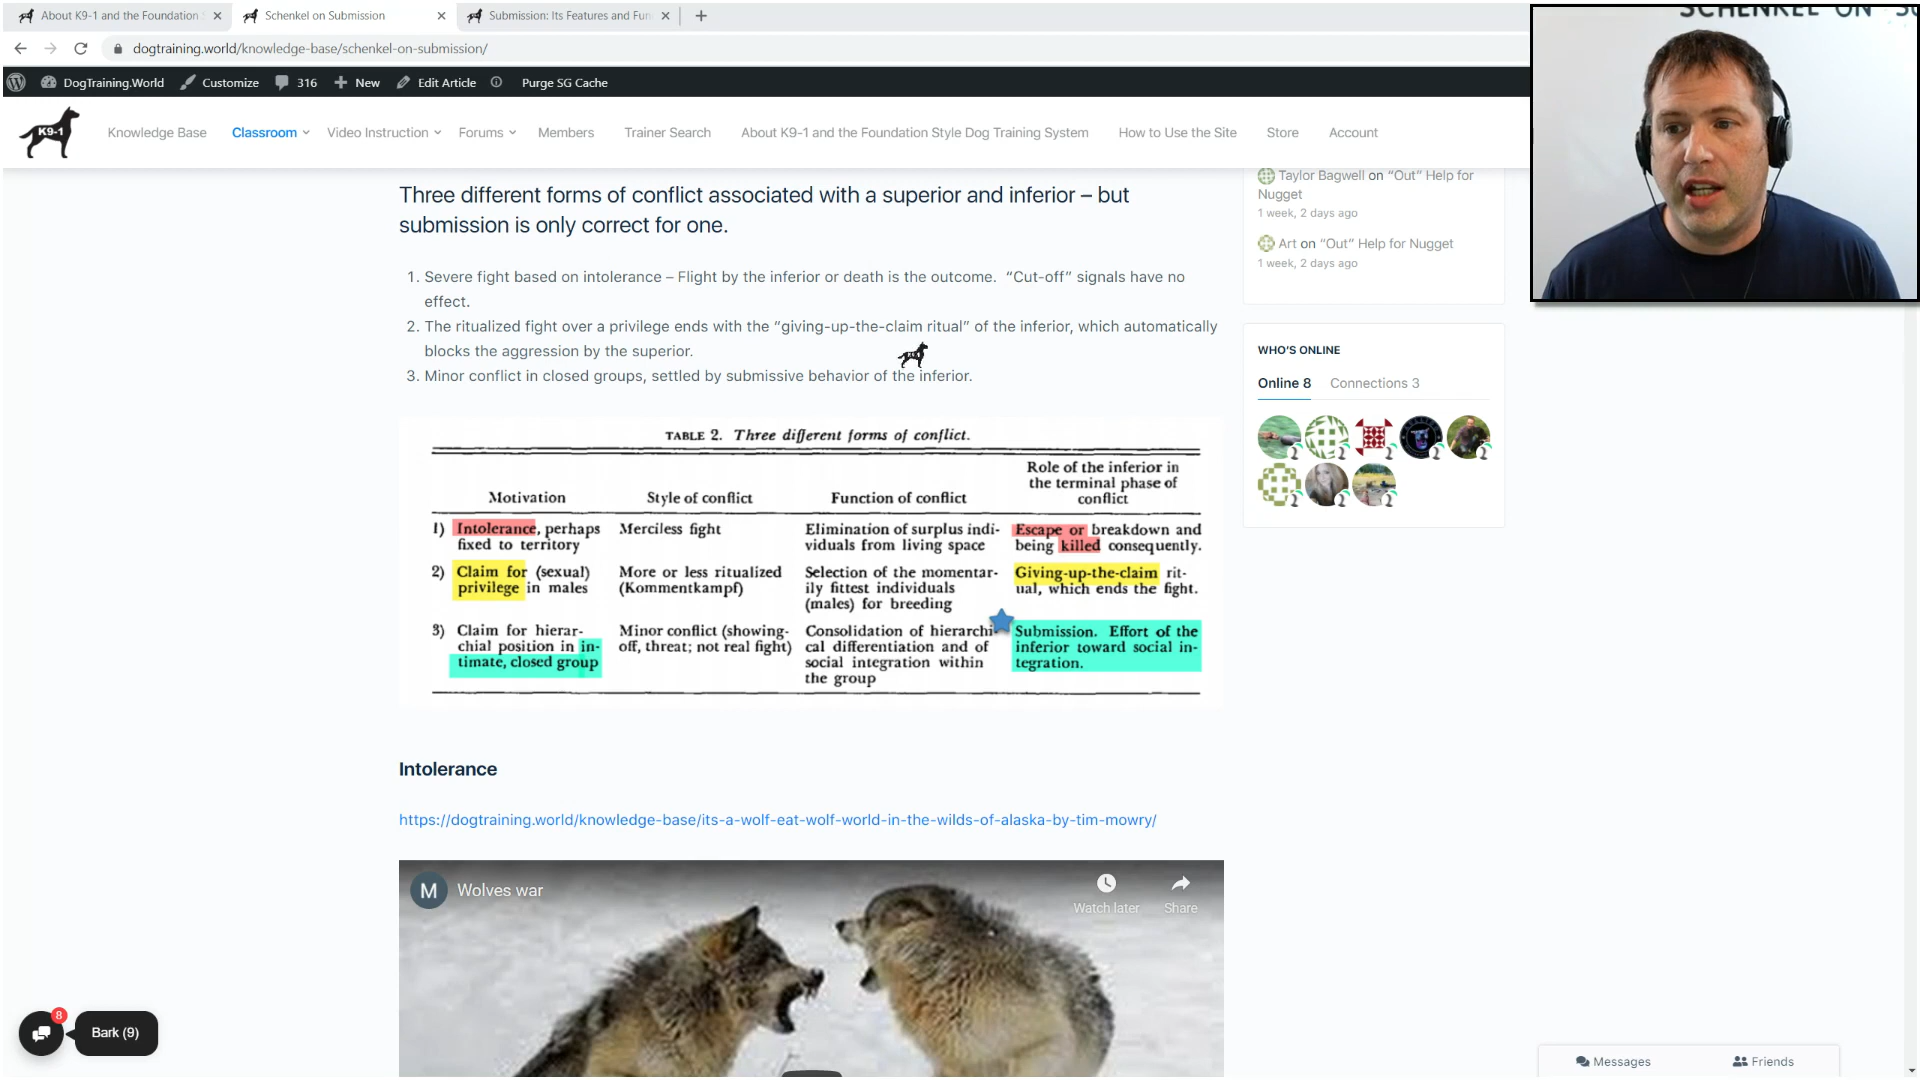 About K9-1 and the Foundation S
Schenkel on Submission
Submission: Its Features and Fun
SCHENKEL ON SU
dogtraining.world/knowledge-base/schenkel-on-submission/
DogTraining.World Customize 316 New Edit Article Purge SG Cache
K9-1
Knowledge Base Classroom Video Instruction Forums Members Trainer Search About K9-1 and the Foundation Style Dog Training System How to Use the Site Store Account
Three different forms of conflict associated with a superior and inferior – but
submission is only correct for one.
1. Severe fight based on intolerance – Flight by the inferior or death is the outcome. “Cut-off” signals have no
effect.
2. The ritualized fight over a privilege ends with the “giving-up-the-claim ritual” of the inferior, which automatically
blocks the aggression by the superior.
3. Minor conflict in closed groups, settled by submissive behavior of the inferior.
TABLE 2. Three different forms of conflict.
Motivation
Style of conflict
Function of conflict
Role of the inferior in
the terminal phase of
conflict
1) Intolerance, perhaps
fixed to territory
Merciless fight
Elimination of surplus indi-
viduals from living space
Escape or breakdown and
being killed consequently.
2) Claim for (sexual)
privilege in males
More or less ritualized
(Kommentkampf)
Selection of the momentar-
ily fittest individuals
(males) for breeding
Giving-up-the-claim rit-
ual, which ends the fight.
3) Claim for hierar-
chial position in in-
timate, closed group
Minor conflict (showing-
off, threat; not real fight)
Consolidation of hierarchi-
cal differentiation and of
social integration within
the group
Submission. Effort of the
inferior toward social in-
tegration.
Intolerance
https://dogtraining.world/knowledge-base/its-a-wolf-eat-wolf-world-in-the-wilds-of-alaska-by-tim-mowry/
M Wolves war
Watch later Share
Taylor Bagwell on “Out” Help for
Nugget
1 week, 2 days ago
Art on “Out” Help for Nugget
1 week, 2 days ago
WHO'S ONLINE
Online 8 Connections 3
8
Bark (9)
Messages Friends